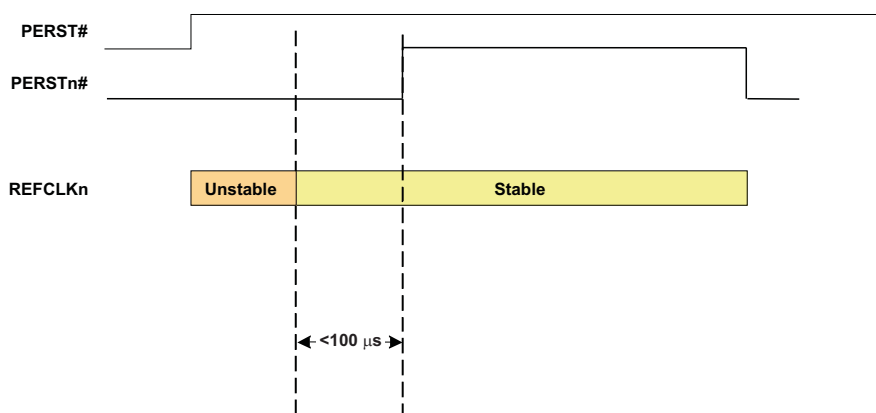 PERST#
PERSTn#
REFCLKn
Unstable
Stable
<100 μs